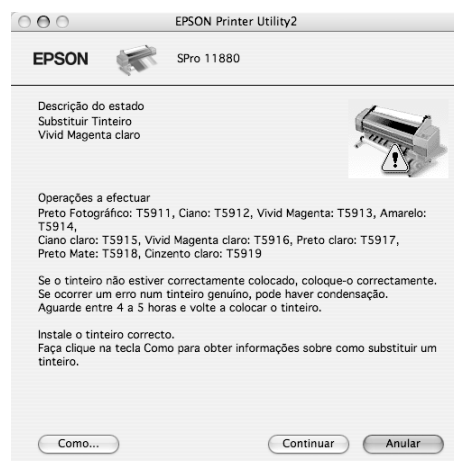 EPSON Printer Utility2
EPSON SPro 11880
Descrição do estado
Substituir Tinteiro
Vivid Magenta claro
Operações a efectuar
Preto Fotográfico: T5911, Ciano: T5912, Vivid Magenta: T5913, Amarelo:
T5914,
Ciano claro: T5915, Vivid Magenta claro: T5916, Preto claro: T5917,
Preto Mate: T5918, Cinzento claro: T5919
Se o tinteiro não estiver correctamente colocado, coloque-o correctamente.
Se ocorrer um erro num tinteiro genuíno, pode haver condensação.
Aguarde entre 4 a 5 horas e volte a colocar o tinteiro.
Instale o tinteiro correcto.
Faça clique na tecla Como para obter informações sobre como substituir um
tinteiro.
Como... Continuar Anular